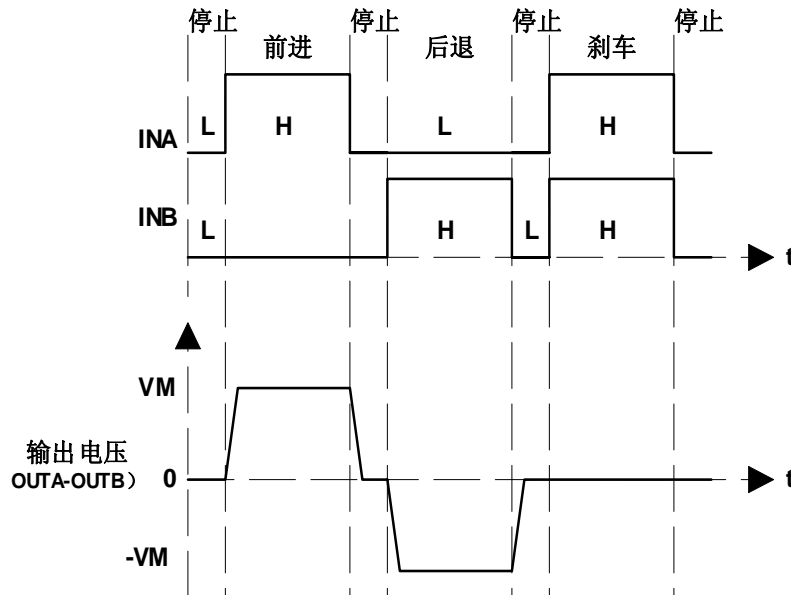 停止 停止 停止 停止
前进 后退 刹车
L H L H
INA
INB
L H L H
t
VM
输出电压
OUTA-OUTB） 0 t
-VM